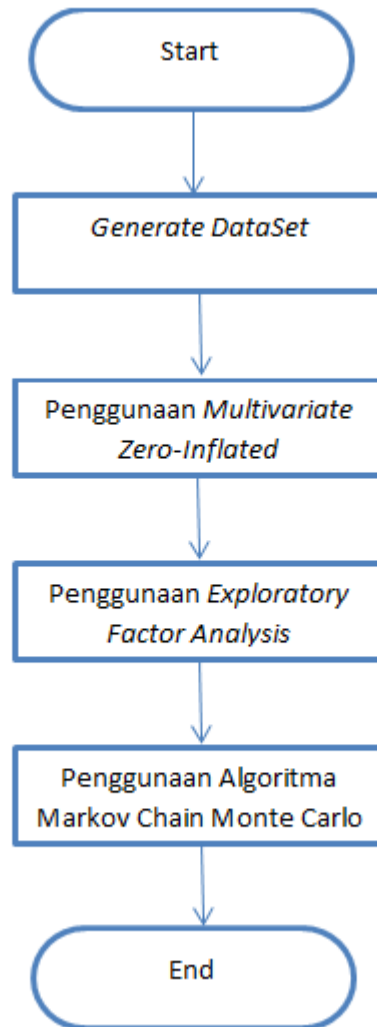 Start
Generate DataSet
Penggunaan Multivariate
Zero-Inflated
Penggunaan Exploratory
Factor Analysis
Penggunaan Algoritma
Markov Chain Monte Carlo
End